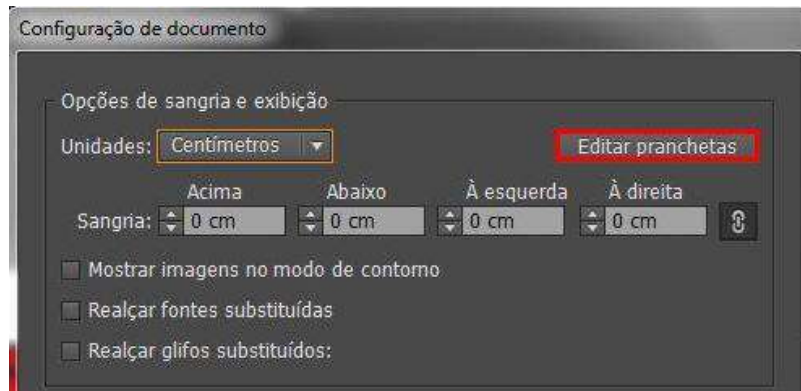 Configuração de documento
Opções de sangria e exibição
Unidades: Centímetros Editar pranchetas
Acima Abaixo À esquerda À direita
Sangria: 0 cm 0 cm 0 cm 0 cm
Mostrar imagens no modo de contorno
Realçar fontes substituídas
Realçar glifos substituídos: